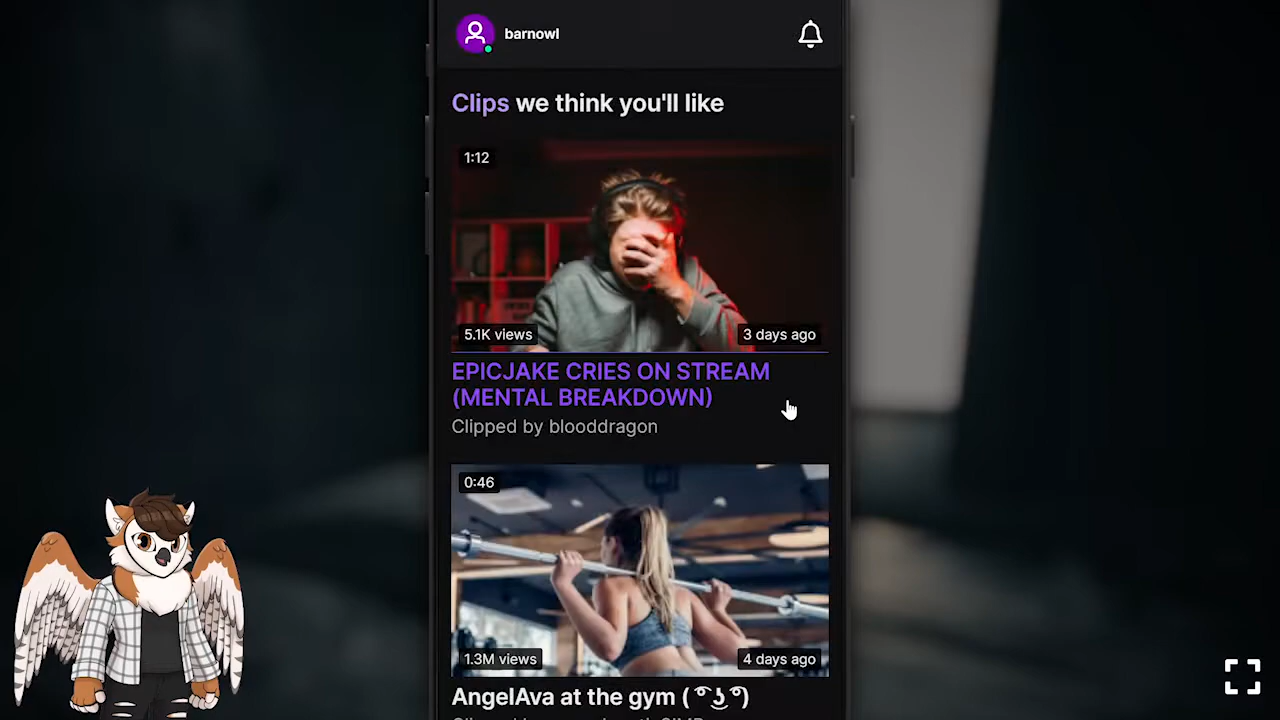 barnowl
Clips we think you'll like
1:12
5.1K views
3 days ago
EPICJAKE CRIES ON STREAM
(MENTAL BREAKDOWN)
Clipped by blooddragon
0:46
1.3M views
4 days ago
AngelAva at the gym ( ͡° ͜ʖ ͡°)